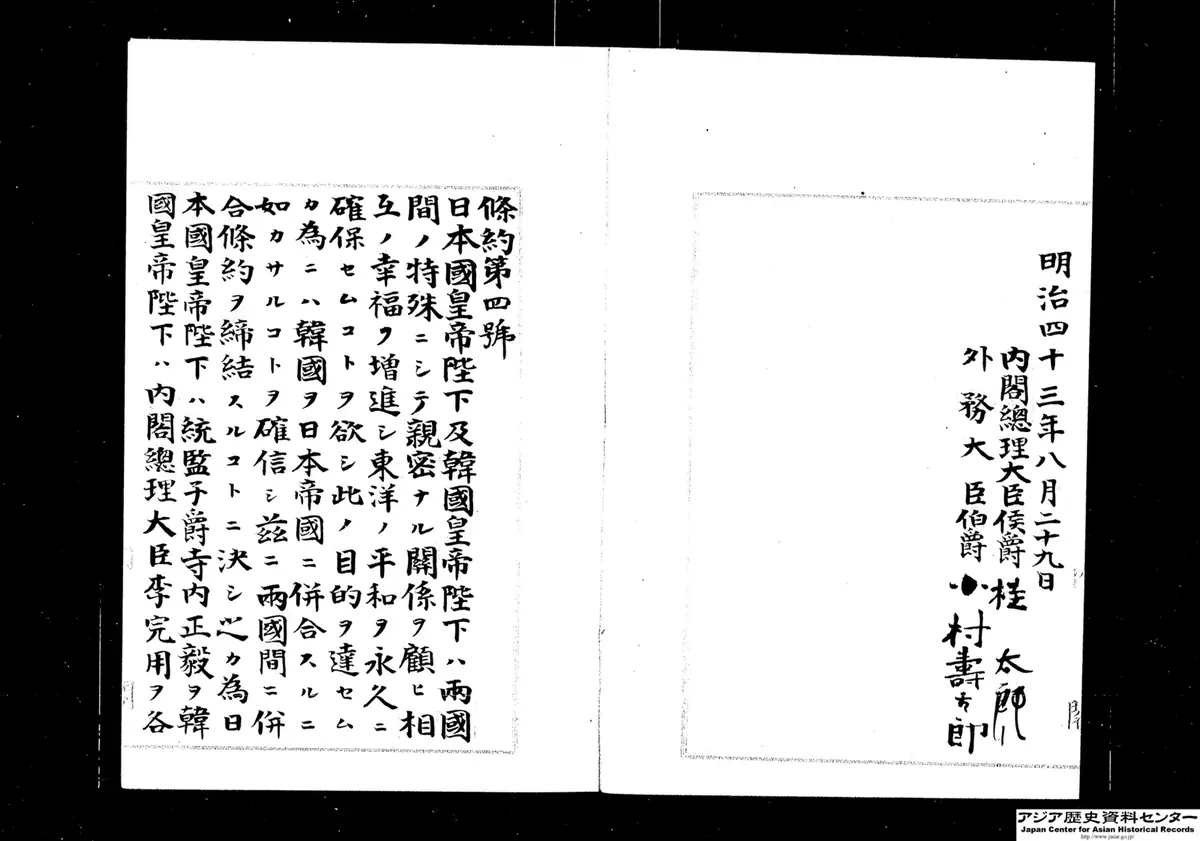 明治四十三年八月二十九日
内閣總理大臣侯爵 桂太郎
外務大臣伯爵 小村壽太郎
條約第四號
日本國皇帝陛下及韓國皇帝陛下ハ兩國
間ノ特殊ニシテ親密ナル關係ヲ顧ヒ相
互ノ幸福ヲ增進シ東洋ノ平和ヲ永久ニ
確保セムコトヲ欲シ此ノ目的ヲ達セム
カ為ニハ韓國ヲ日本帝國ニ併合スルニ
如カサルコトヲ確信シ茲ニ兩國間ニ併
合條約ヲ締結スルコトニ決シ之カ為日
本國皇帝陛下ハ統監子爵寺内正毅ヲ韓
國皇帝陛下ハ内閣總理大臣李完用ヲ各
アジア歴史資料センター
Japan Center for Asian Historical Records
http://www.jacar.go.jp/